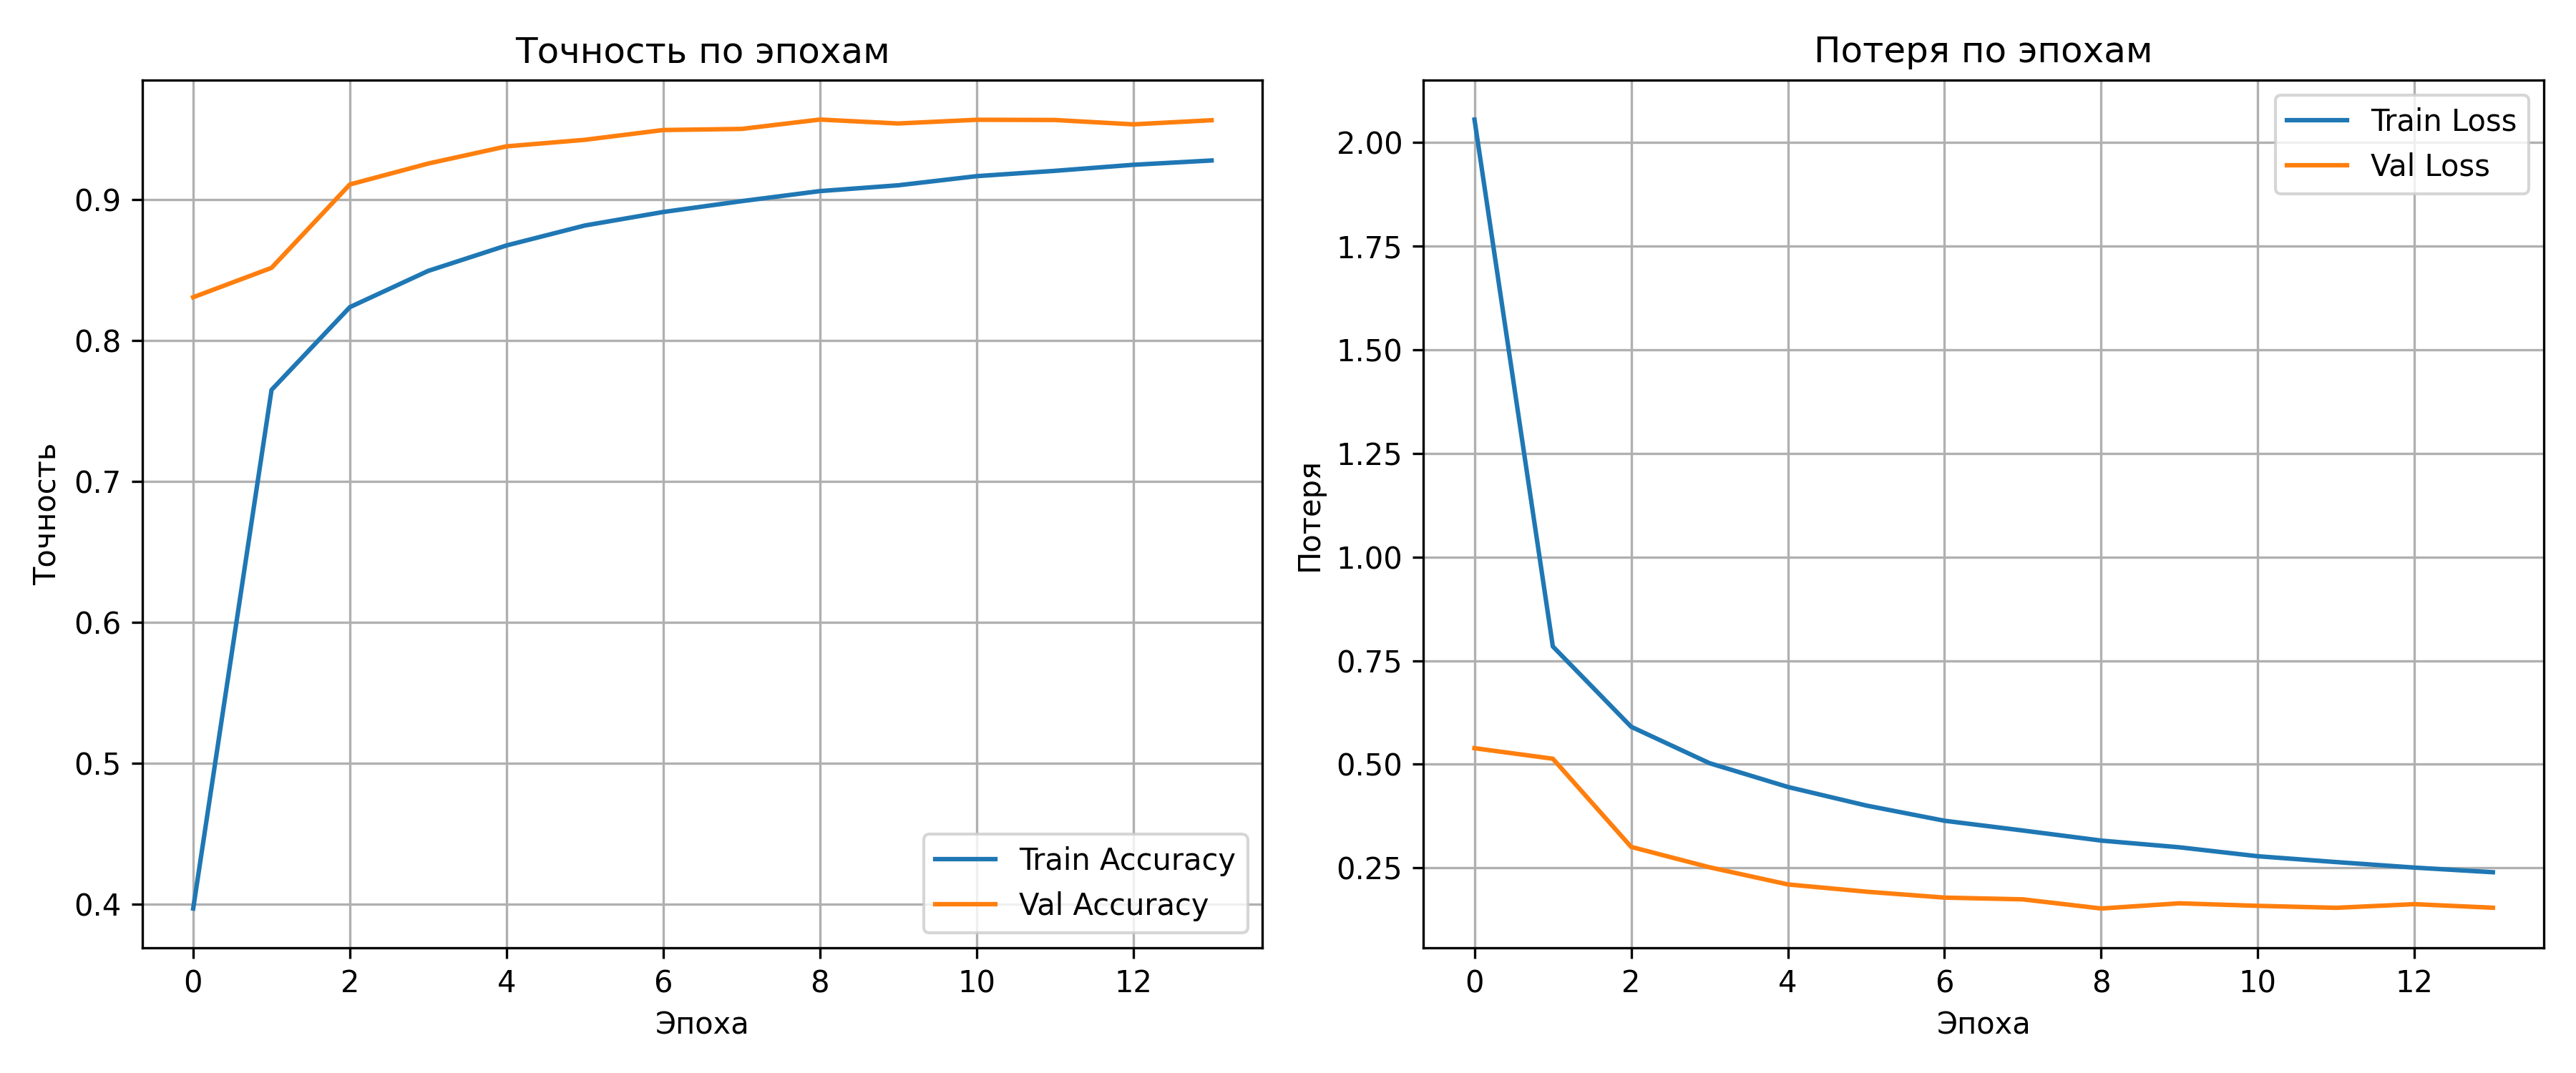 Точность по эпохам
Точность
0.9
0.8
0.7
0.6
0.5
0.4
0 2 4 6 8 10 12
Эпоха
Train Accuracy
Val Accuracy
Потеря по эпохам
Потеря
2.00
1.75
1.50
1.25
1.00
0.75
0.50
0.25
0 2 4 6 8 10 12
Эпоха
Train Loss
Val Loss